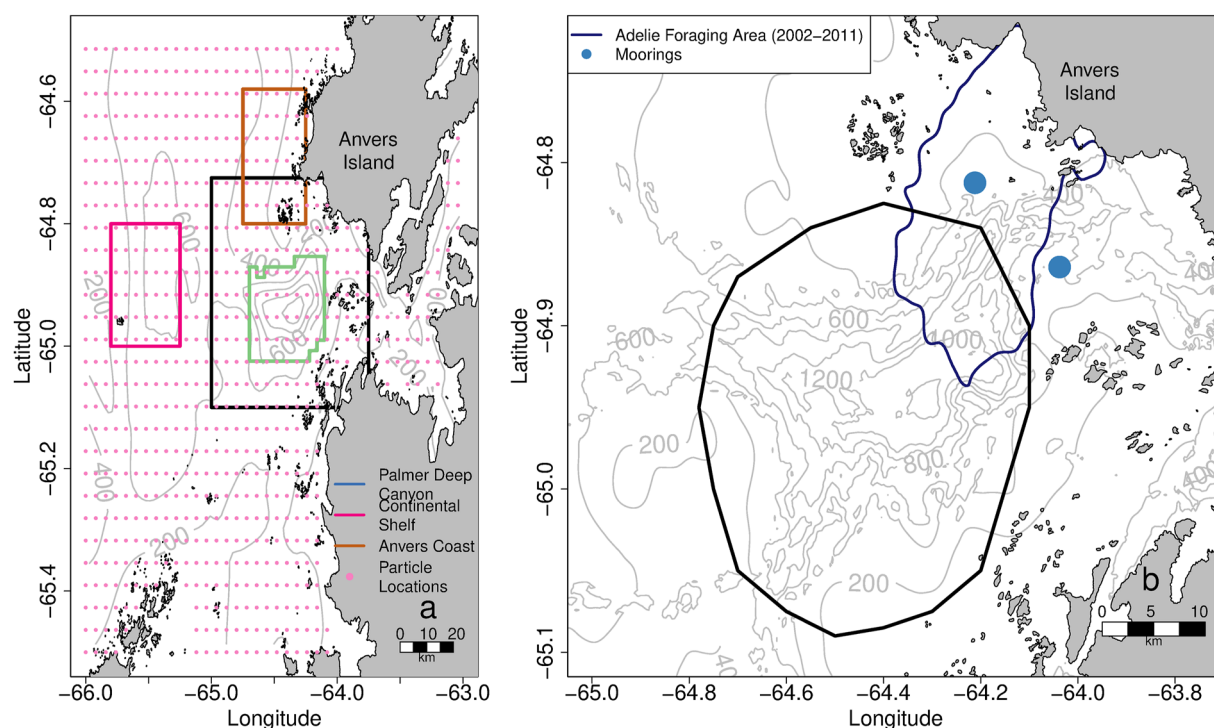 Anvers
Island
400
600
200
400
600
200
200
400
Palmer Deep
Canyon
Continental
Shelf
Anvers Coast
Particle
Locations
a
0 10 20
km
−64.6
−64.8
−65.0
−65.2
−65.4
Latitude
−66.0 −65.0 −64.0 −63.0
Longitude
Adelie Foraging Area (2002−2011)
Moorings
Anvers
Island
400
400
600
600
1000
1200
800
200
200
400
b
0 5 10
km
−64.8
−64.9
−65.0
−65.1
Latitude
−65.0 −64.8 −64.6 −64.4 −64.2 −64.0 −63.8
Longitude